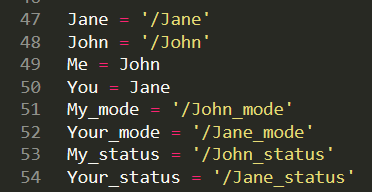 47 Jane = '/Jane'
48 John = '/John'
49 Me = John
50 You = Jane
51 My_mode = '/John_mode'
52 Your_mode = '/Jane_mode'
53 My_status = '/John_status'
54 Your_status = '/Jane_status'